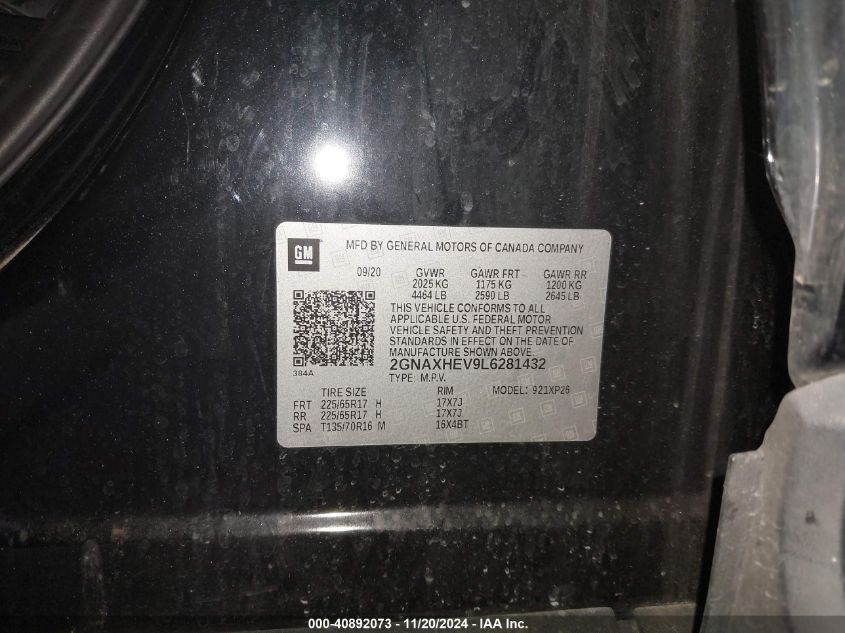 GM
MFD BY GENERAL MOTORS OF CANADA COMPANY
09/20 GVWR GAWR FRT GAWR RR
2025 KG 1175 KG 1200 KG
4464 LB 2590 LB 2645 LB
THIS VEHICLE CONFORMS TO ALL
APPLICABLE U.S. FEDERAL MOTOR
VEHICLE SAFETY AND THEFT PREVENTION
STANDARDS IN EFFECT ON THE DATE OF
MANUFACTURE SHOWN ABOVE.
384A
2GNAXHEV9L6281432
TYPE: M.P.V.
TIRE SIZE RIM MODEL: 921XP26
FRT 225/65R17 H 17X7J
RR 225/65R17 H 17X7J
SPA T135/70R16 M 16X4BT
000-40892073 - 11/20/2024 - IAA Inc.